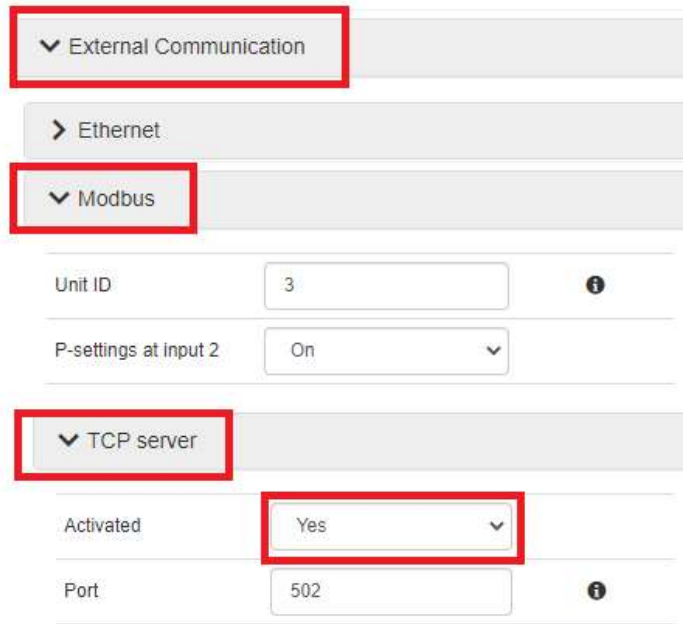 External Communication
Ethernet
Modbus
Unit ID 3
P-settings at input 2 On
TCP server
Activated Yes
Port 502